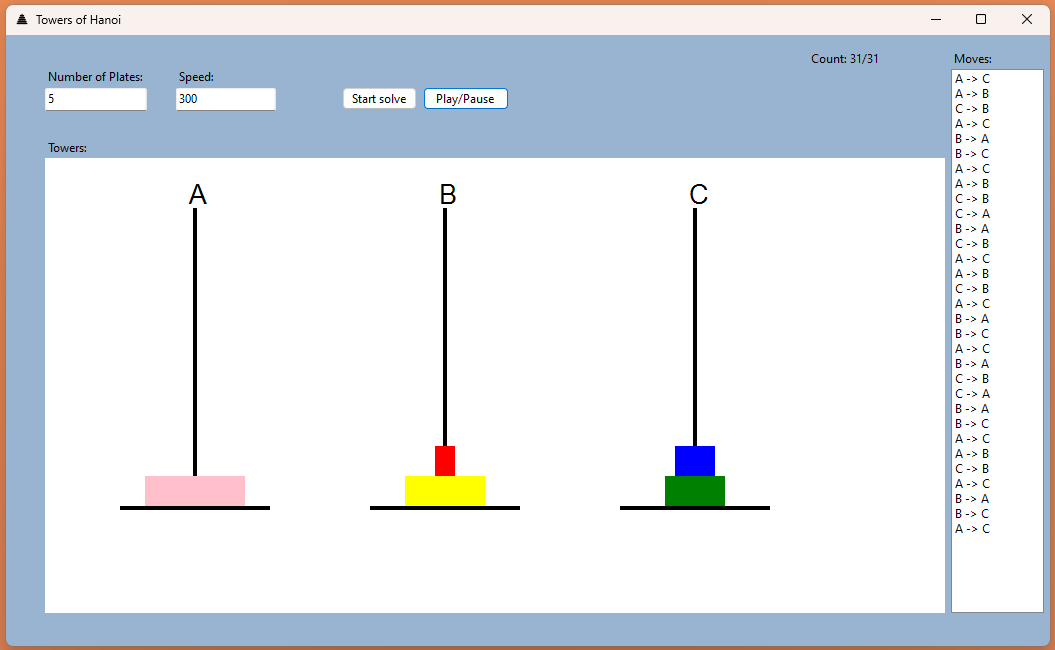 Towers of Hanoi
Count: 31/31
Moves:
Number of Plates:
Speed:
5
300
Start solve
Play/Pause
Towers:
A
B
C
A -> C
A -> B
C -> B
A -> C
B -> A
B -> C
A -> C
A -> B
C -> B
C -> A
B -> A
C -> B
A -> C
A -> B
C -> B
A -> C
B -> A
B -> C
A -> C
B -> A
C -> B
C -> A
B -> A
B -> C
A -> C
A -> B
C -> B
A -> C
B -> A
B -> C
A -> C